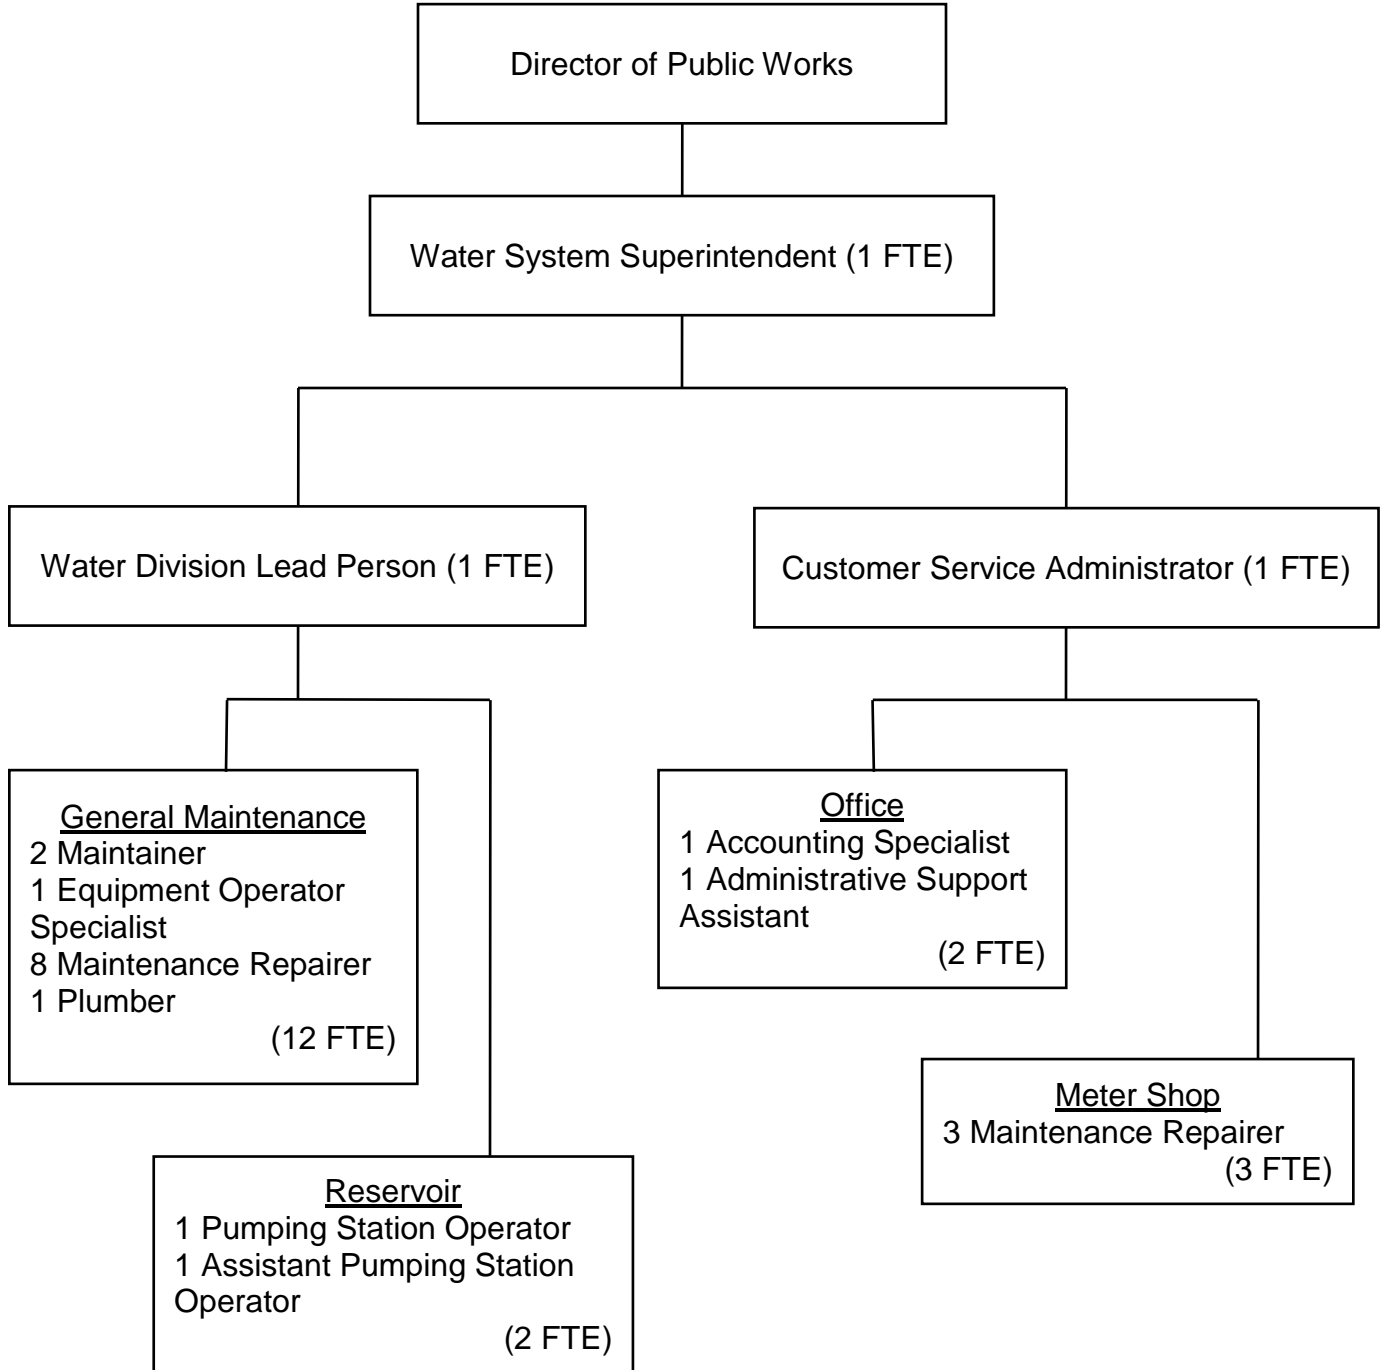 Director of Public Works
Water System Superintendent (1 FTE)
Water Division Lead Person (1 FTE)
Customer Service Administrator (1 FTE)
General Maintenance
2 Maintainer
1 Equipment Operator
Specialist
8 Maintenance Repairer
1 Plumber
(12 FTE)
Office
1 Accounting Specialist
1 Administrative Support
Assistant
(2 FTE)
Reservoir
1 Pumping Station Operator
1 Assistant Pumping Station
Operator
(2 FTE)
Meter Shop
3 Maintenance Repairer
(3 FTE)